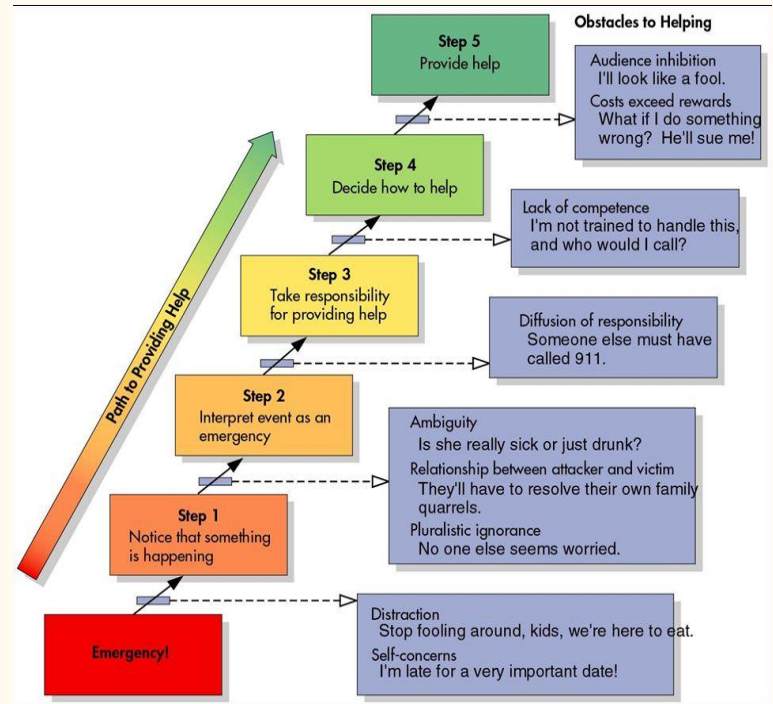 Obstacles to Helping
Step 5
Provide help
Audience inhibition
I'll look like a fool.
Costs exceed rewards
What if I do something
wrong? He'll sue me!
Step 4
Decide how to help
Lack of competence
I'm not trained to handle this,
and who would I call?
Step 3
Take responsibility
for providing help
Diffusion of responsibility
Someone else must have
called 911.
Path to Providing Help
Step 2
Interpret event as an
emergency
Ambiguity
Is she really sick or just drunk?
Relationship between attacker and victim
They'll have to resolve their own family
quarrels.
Pluralistic ignorance
No one else seems worried.
Step 1
Notice that something
is happening
Distraction
Stop fooling around, kids, we're here to eat.
Self-concerns
I'm late for a very important date!
Emergency!